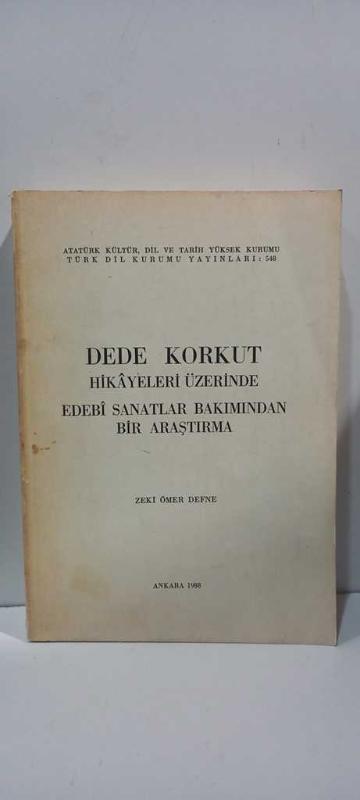 ATATÜRK KÜLTÜR, DİL VE TARİH YÜKSEK KURUMU
TÜRK DİL KURUMU YAYINLARI: 548
DEDE KORKUT
HİKÂYELERİ ÜZERİNDE
EDEBÎ SANATLAR BAKIMINDAN
BİR ARAŞTIRMA
ZEKİ ÖMER DEFNE
ANKARA 1988